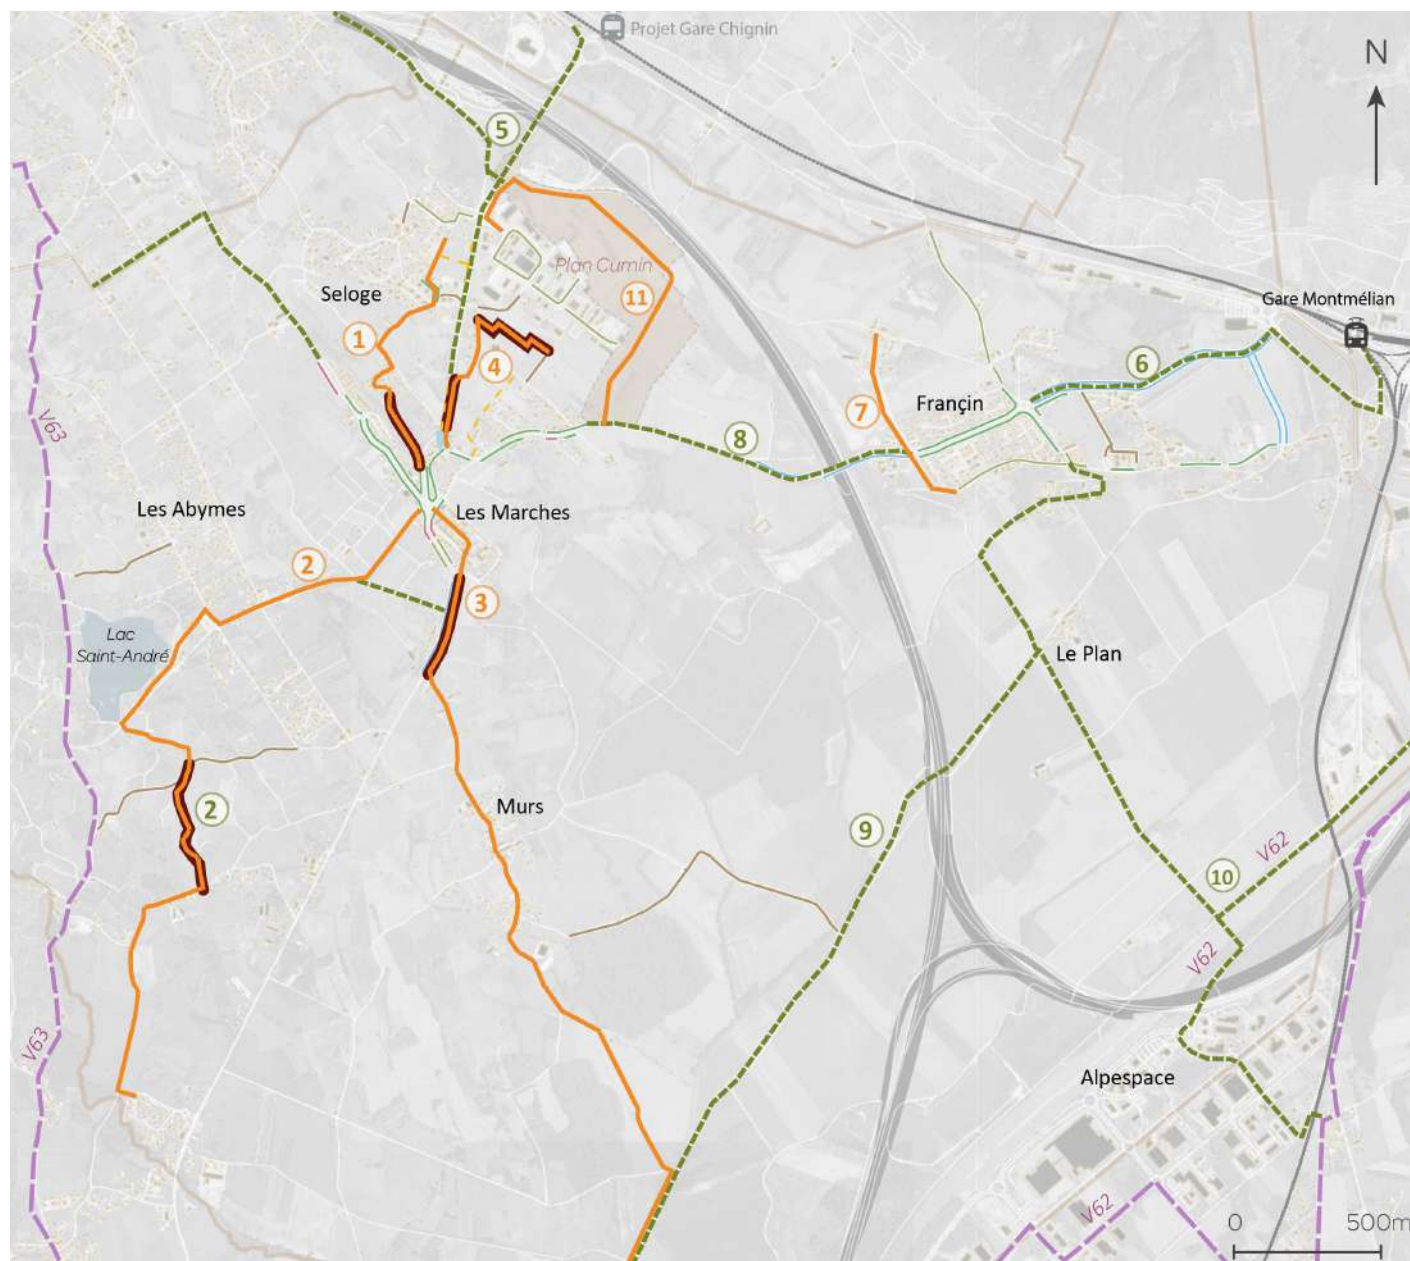 Projet Gare Chignin
N
5
Plan Cumin
Seloge
11
Gare Montmélian
1
4
6
Françin
7
V63
8
Les Abymes
Les Marches
2
3
Lac
Saint-André
Le Plan
Murs
2
9
V62
10
V62
V63
Alpespace
V62
0
500m